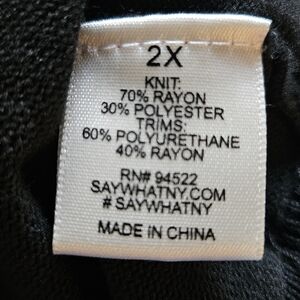 2X
KNIT:
70% RAYON
30% POLYESTER
TRIMS:
60% POLYURETHANE
40% RAYON
RN# 94522
SAYWHATNY.COM
# SAYWHATNY
MADE IN CHINA